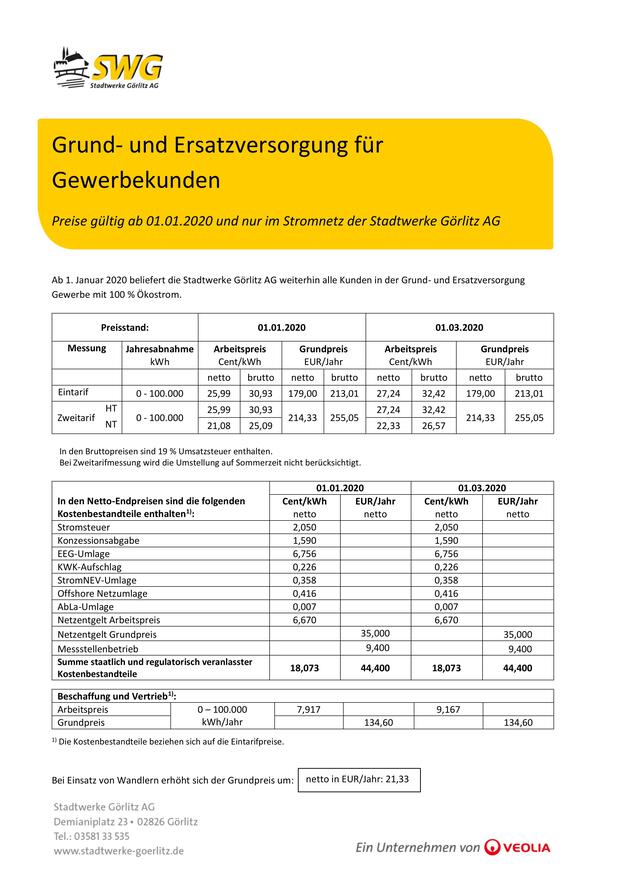 SWG
Stadtwerke Görlitz AG
Grund- und Ersatzversorgung für
Gewerbekunden
Preise gültig ab 01.01.2020 und nur im Stromnetz der Stadtwerke Görlitz AG
Ab 1. Januar 2020 beliefert die Stadtwerke Görlitz AG weiterhin alle Kunden in der Grund- und Ersatzversorgung
Gewerbe mit 100 % Ökostrom.
Preisstand: 01.01.2020 01.03.2020
Messung Jahresabnahme Arbeitspreis Grundpreis Arbeitspreis Grundpreis
kWh Cent/kWh EUR/Jahr Cent/kWh EUR/Jahr
netto brutto netto brutto netto brutto netto brutto
Eintarif 0 - 100.000 25,99 30,93 179,00 213,01 27,24 32,42 179,00 213,01
Zweitarif HT 0 - 100.000 25,99 30,93 214,33 255,05 27,24 32,42 214,33 255,05
NT 21,08 25,09 22,33 26,57
In den Bruttopreisen sind 19 % Umsatzsteuer enthalten.
Bei Zweitarifmessung wird die Umstellung auf Sommerzeit nicht berücksichtigt.
01.01.2020 01.03.2020
In den Netto-Endpreisen sind die folgenden Cent/kWh EUR/Jahr Cent/kWh EUR/Jahr
Kostenbestandteile enthalten¹⁾: netto netto netto netto
Stromsteuer 2,050 2,050
Konzessionsabgabe 1,590 1,590
EEG-Umlage 6,756 6,756
KWK-Aufschlag 0,226 0,226
StromNEV-Umlage 0,358 0,358
Offshore Netzumlage 0,416 0,416
AbLa-Umlage 0,007 0,007
Netzentgelt Arbeitspreis 6,670 6,670
Netzentgelt Grundpreis 35,000 35,000
Messstellenbetrieb 9,400 9,400
Summe staatlich und regulatorisch veranlasster
Kostenbestandteile 18,073 44,400 18,073 44,400
Beschaffung und Vertrieb¹⁾:
Arbeitspreis 0 – 100.000 7,917 9,167
Grundpreis kWh/Jahr 134,60 134,60
¹⁾ Die Kostenbestandteile beziehen sich auf die Eintarifpreise.
Bei Einsatz von Wandlern erhöht sich der Grundpreis um: netto in EUR/Jahr: 21,33
Stadtwerke Görlitz AG
Demianiplatz 23 • 02826 Görlitz
Tel.: 03581 33 535
www.stadtwerke-goerlitz.de
Ein Unternehmen von VEOLIA